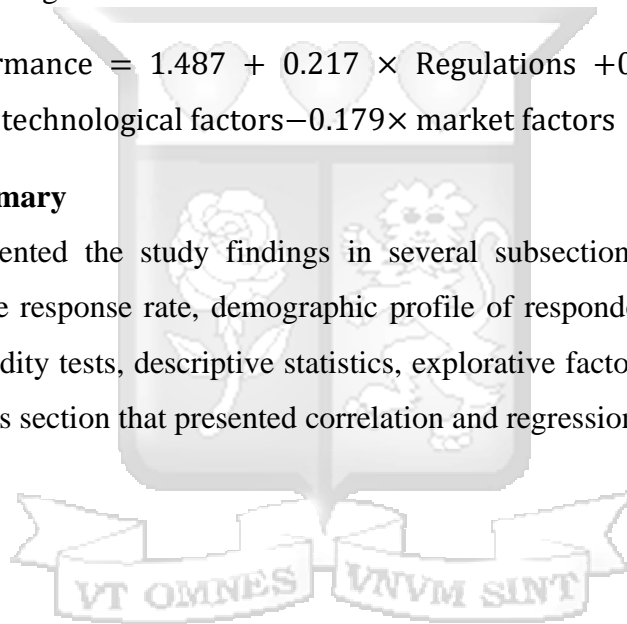 rmance = 1.487 + 0.217 × Regulations +0
technological factors−0.179× market factors
mary
ented the study findings in several subsection
e response rate, demographic profile of responde
dity tests, descriptive statistics, explorative facto
s section that presented correlation and regression
VT OMNES VNVM SINT